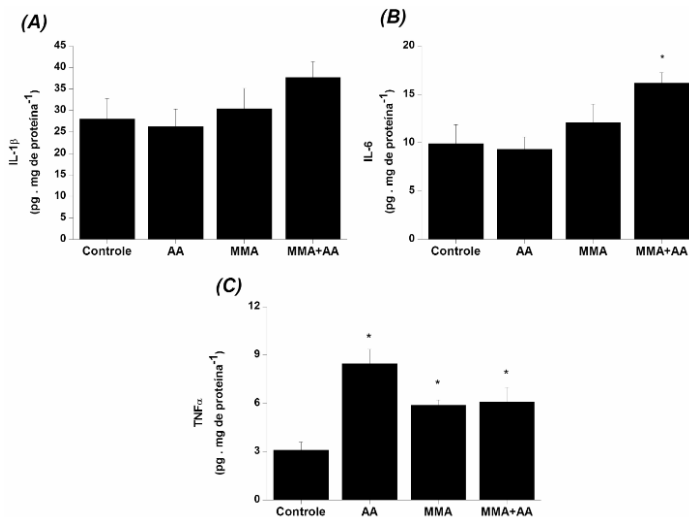 (A)
45
40
35
30
25
20
15
10
5
0
IL-1β
(pg . mg de proteína-1)
Controle AA MMA MMA+AA
(B)
20
15
10
5
0
IL-6
(pg . mg de proteína-1)
*
Controle AA MMA MMA+AA
(C)
12
9
6
3
0
TNFα
(pg . mg de proteína-1)
* * *
Controle AA MMA MMA+AA